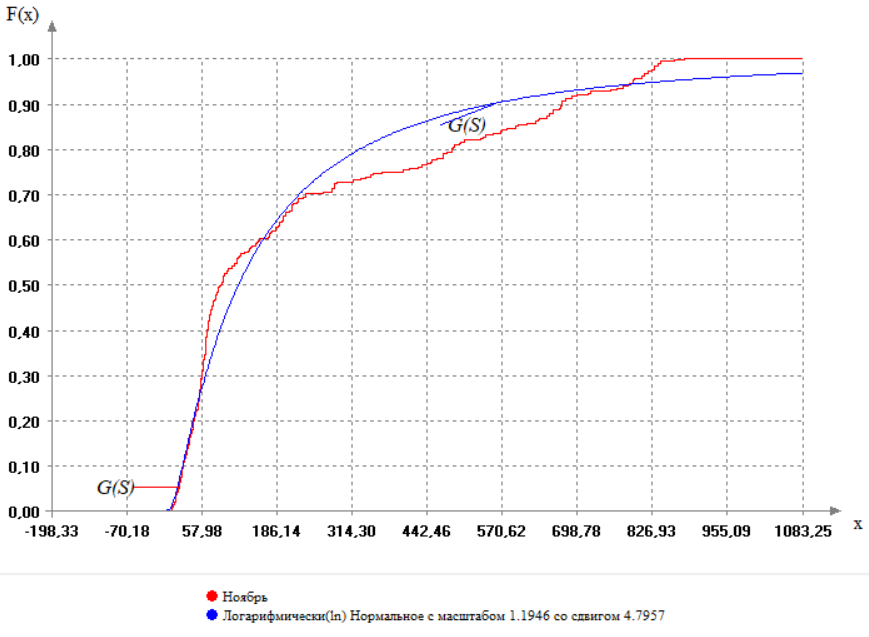 F(x)
1,00
0,90
G(S)
0,80
0,70
0,60
0,50
0,40
0,30
0,20
0,10
G(S)
0,00
-198,33 -70,18 57,98 186,14 314,30 442,46 570,62 698,78 826,93 955,09 1083,25 x
Ноябрь
Логарифмически(ln) Нормальное с масштабом 1.1946 со сдвигом 4.7957